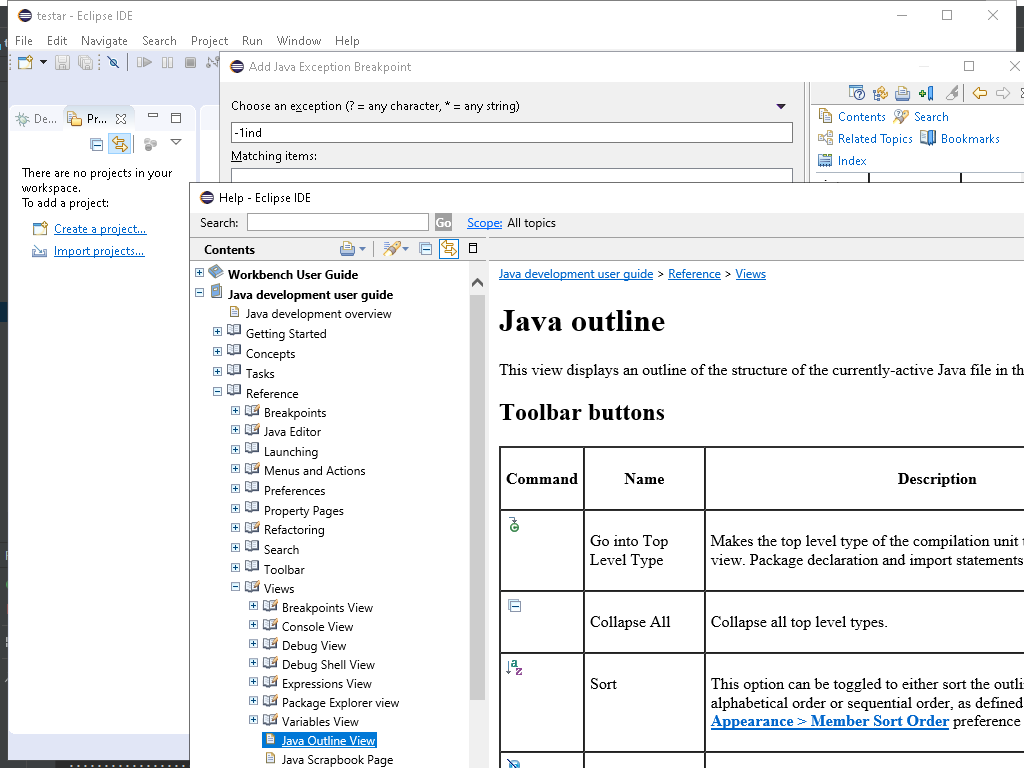 testar - Eclipse IDE
File Edit Navigate Search Project Run Window Help
Add Java Exception Breakpoint
Choose an exception (? = any character, * = any string)
-1ind
Matching items:
Contents Search
Related Topics Bookmarks
Index
De... Pr...
There are no projects in your
workspace.
To add a project:
Create a project...
Import projects...
Help - Eclipse IDE
Search: Go Scope: All topics
Contents
Workbench User Guide
Java development user guide
Java development overview
Getting Started
Concepts
Tasks
Reference
Breakpoints
Java Editor
Launching
Menus and Actions
Preferences
Property Pages
Refactoring
Search
Toolbar
Views
Breakpoints View
Console View
Debug View
Debug Shell View
Expressions View
Package Explorer view
Variables View
Java Outline View
Java Scrapbook Page
Java development user guide > Reference > Views
Java outline
This view displays an outline of the structure of the currently-active Java file in th
Toolbar buttons
Command Name Description
Go into Top
Level Type
Makes the top level type of the compilation unit
view. Package declaration and import statements
Collapse All
Collapse all top level types.
Sort
This option can be toggled to either sort the outli
alphabetical order or sequential order, as defined
Appearance > Member Sort Order preference